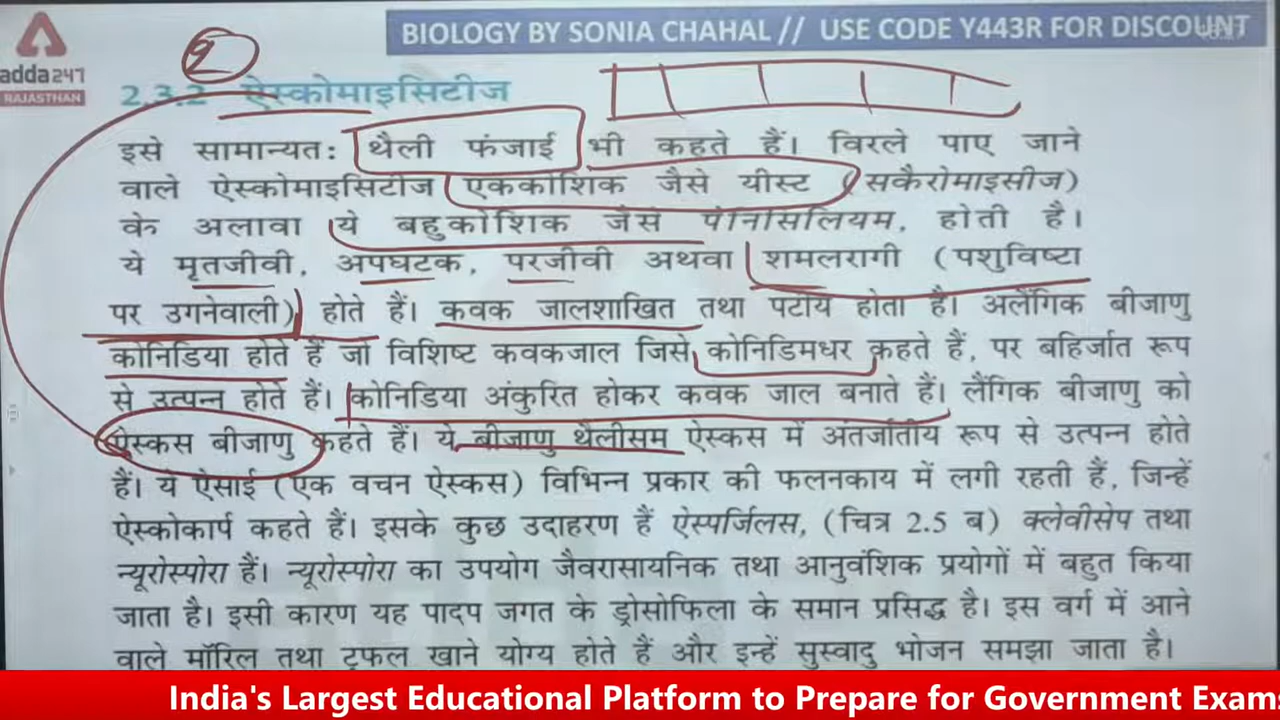 BIOLOGY BY SONIA CHAHAL // USE CODE Y443R FOR DISCOUNT
adda247
RAJASTHAN
2
2.3.2 ऐस्कोमाइसिटीज
इसे सामान्यत: थैली फंजाई भी कहते हैं। विरले पाए जाने
वाले ऐस्कोमाइसिटीज एककोशिक जैसे यीस्ट (सकैरोमाइसीज)
के अलावा ये बहुकोशिक जैसे पेनिसिलियम, होती है।
ये मृतजीवी, अपघटक, परजीवी अथवा शमलरागी (पशुविष्टा
पर उगनेवाली) होते हैं। कवक जालशाखित तथा पटीय होता है। अलैंगिक बीजाणु
कोनिडिया होते हैं जो विशिष्ट कवकजाल जिसे कोनिडिमधर कहते हैं, पर बहिर्जात रूप
से उत्पन्न होते हैं। कोनिडिया अंकुरित होकर कवक जाल बनाते हैं। लैंगिक बीजाणु को
ऐस्कस बीजाणु कहते हैं। ये बीजाणु थैलीसम ऐस्कस में अंतर्जातीय रूप से उत्पन्न होते
हैं। ये ऐसाई (एक वचन ऐस्कस) विभिन्न प्रकार की फलनकाय में लगी रहती हैं, जिन्हें
ऐस्कोकार्प कहते हैं। इसके कुछ उदाहरण हैं ऐस्पर्जिलस, (चित्र 2.5 ब) क्लेवीसेप तथा
न्यूरोस्पोरा हैं। न्यूरोस्पोरा का उपयोग जैवरासायनिक तथा आनुवंशिक प्रयोगों में बहुत किया
जाता है। इसी कारण यह पादप जगत के ड्रोसोफिला के समान प्रसिद्ध है। इस वर्ग में आने
वाले मॉरिल तथा ट्रफल खाने योग्य होते हैं और इन्हें सुस्वादु भोजन समझा जाता है।
India's Largest Educational Platform to Prepare for Government Exams